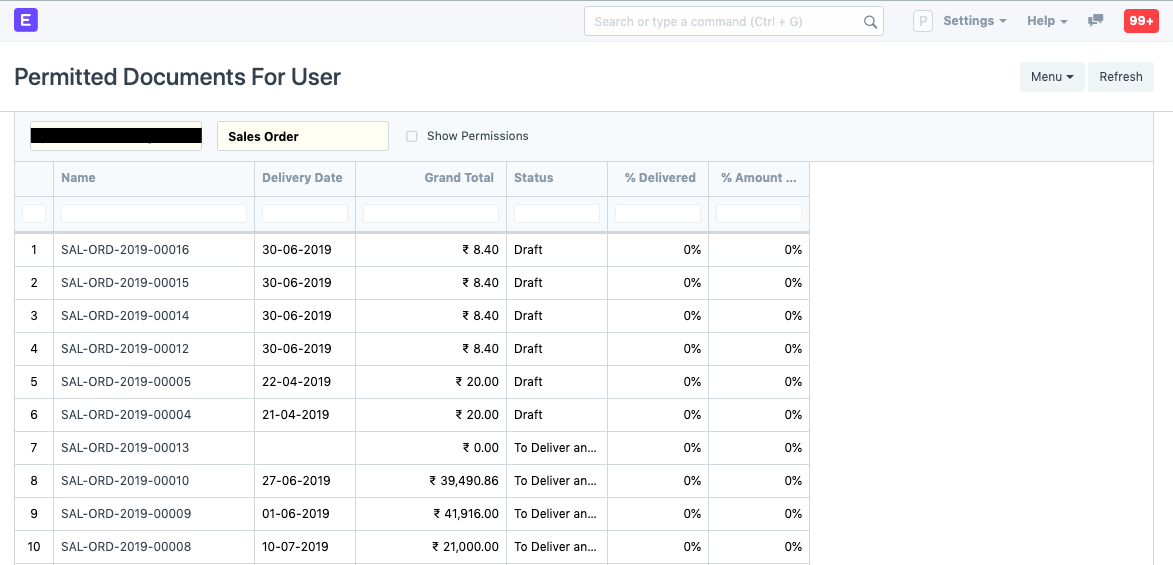 E Search or type a command (Ctrl + G) P Settings Help 99+
Permitted Documents For User Menu Refresh
Sales Order Show Permissions
Name Delivery Date Grand Total Status % Delivered % Amount ...
1 SAL-ORD-2019-00016 30-06-2019 ₹ 8.40 Draft 0% 0%
2 SAL-ORD-2019-00015 30-06-2019 ₹ 8.40 Draft 0% 0%
3 SAL-ORD-2019-00014 30-06-2019 ₹ 8.40 Draft 0% 0%
4 SAL-ORD-2019-00012 30-06-2019 ₹ 8.40 Draft 0% 0%
5 SAL-ORD-2019-00005 22-04-2019 ₹ 20.00 Draft 0% 0%
6 SAL-ORD-2019-00004 21-04-2019 ₹ 20.00 Draft 0% 0%
7 SAL-ORD-2019-00013 ₹ 0.00 To Deliver an... 0% 0%
8 SAL-ORD-2019-00010 27-06-2019 ₹ 39,490.86 To Deliver an... 0% 0%
9 SAL-ORD-2019-00009 01-06-2019 ₹ 41,916.00 To Deliver an... 0% 0%
10 SAL-ORD-2019-00008 10-07-2019 ₹ 21,000.00 To Deliver an... 0% 0%